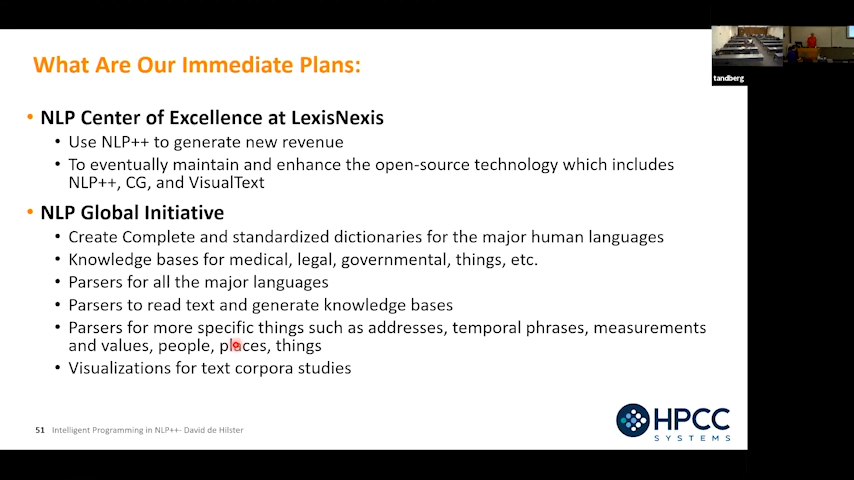 What Are Our Immediate Plans:
• NLP Center of Excellence at LexisNexis
• Use NLP++ to generate new revenue
• To eventually maintain and enhance the open-source technology which includes
NLP++, CG, and VisualText
• NLP Global Initiative
• Create Complete and standardized dictionaries for the major human languages
• Knowledge bases for medical, legal, governmental, things, etc.
• Parsers for all the major languages
• Parsers to read text and generate knowledge bases
• Parsers for more specific things such as addresses, temporal phrases, measurements
and values, people, places, things
• Visualizations for text corpora studies
51 Intelligent Programming in NLP++- David de Hilster
HPCC
SYSTEMS
tandberg